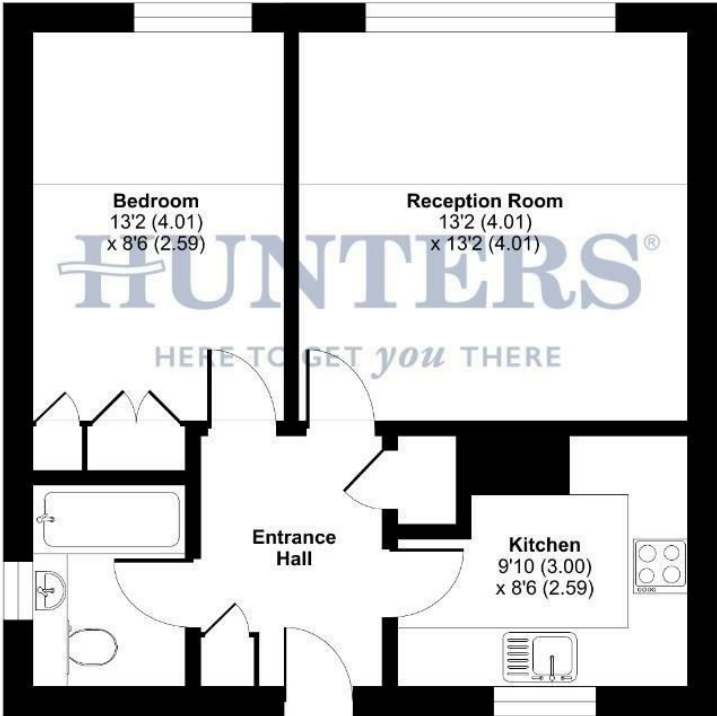 Bedroom
13'2 (4.01)
x 8'6 (2.59)
Reception Room
13'2 (4.01)
x 13'2 (4.01)
HUNTERS®
HERE TO GET you THERE
Entrance
Hall
Kitchen
9'10 (3.00)
x 8'6 (2.59)